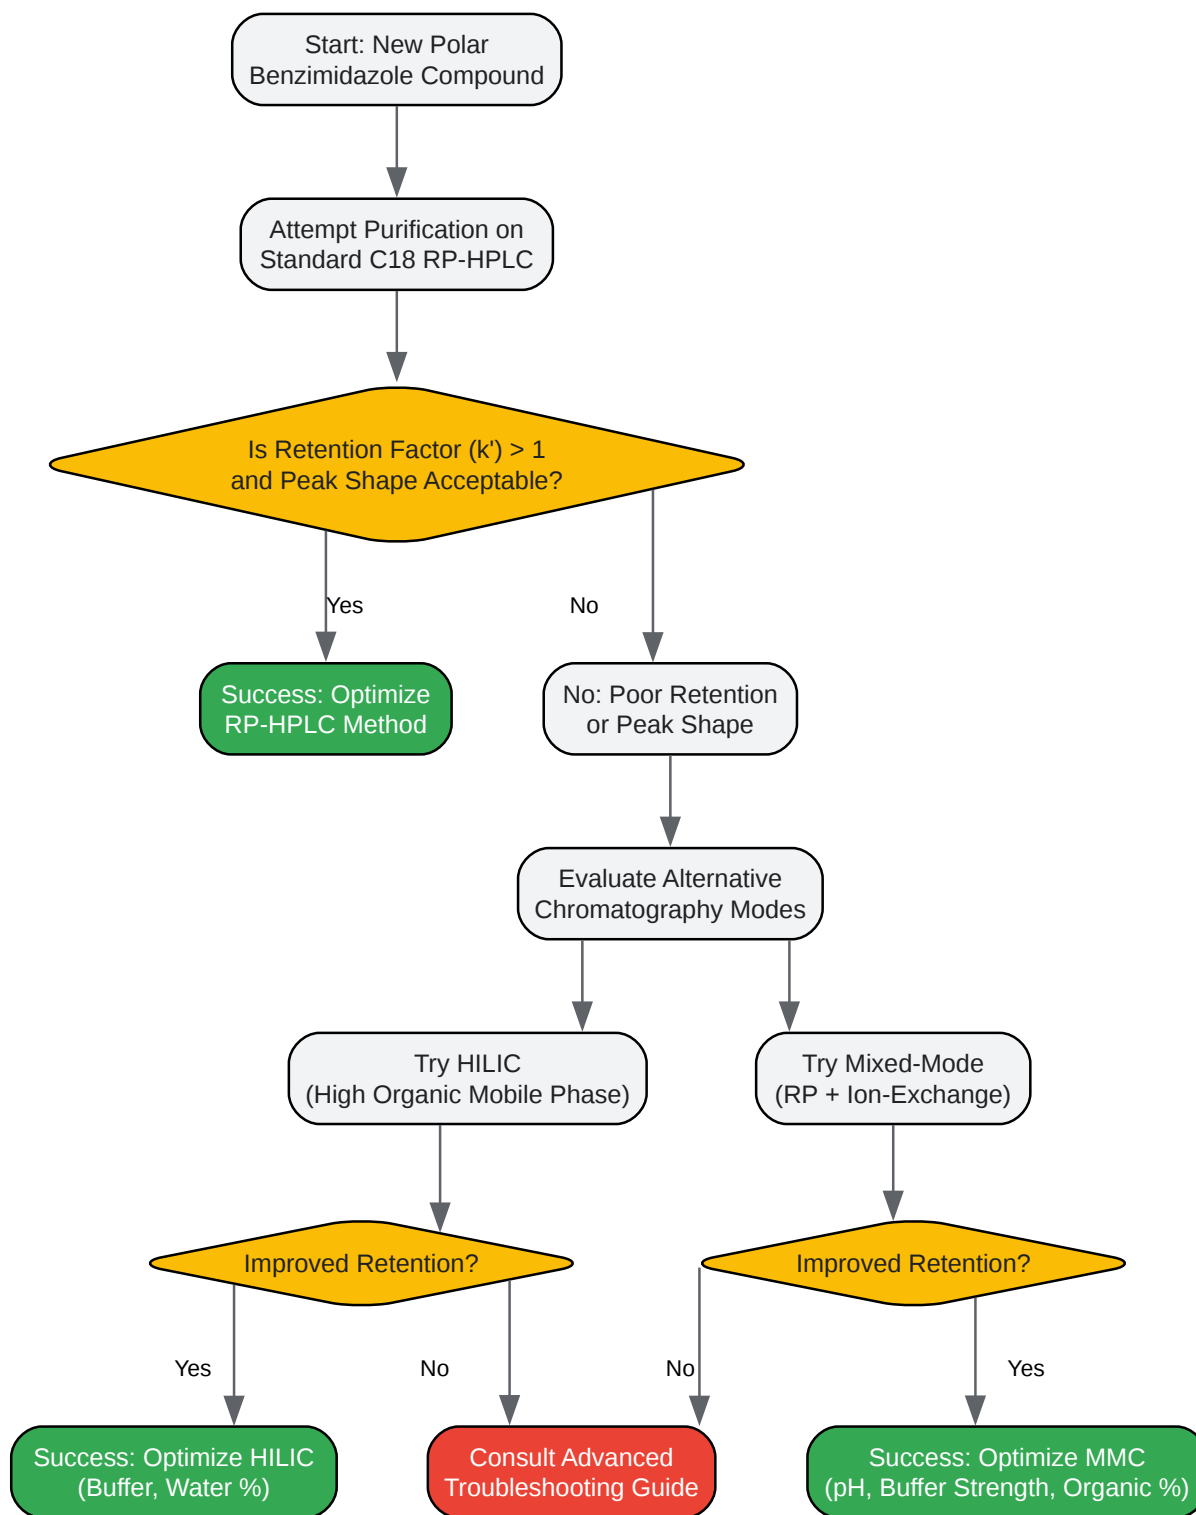 Start: New Polar
Benzimidazole Compound
Attempt Purification on
Standard C18 RP-HPLC
Is Retention Factor (k') > 1
and Peak Shape Acceptable?
Yes
No
Success: Optimize
RP-HPLC Method
No: Poor Retention
or Peak Shape
Evaluate Alternative
Chromatography Modes
Try HILIC
(High Organic Mobile Phase)
Try Mixed-Mode
(RP + Ion-Exchange)
Improved Retention?
Improved Retention?
Yes
No
No
Yes
Success: Optimize HILIC
(Buffer, Water %)
Consult Advanced
Troubleshooting Guide
Success: Optimize MMC
(pH, Buffer Strength, Organic %)